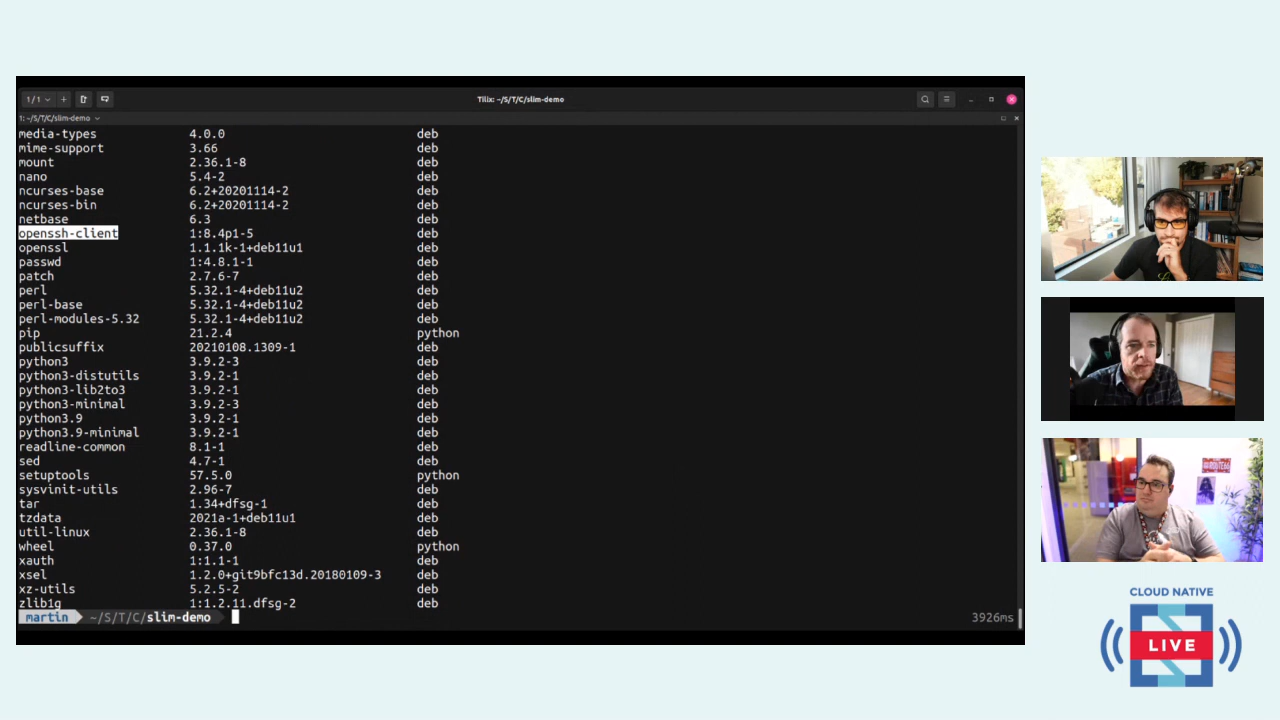 1/1
Tilix: ~/S/T/C/slim-demo
1: ~/S/T/C/slim-demo
media-types 4.0.0 deb
mime-support 3.66 deb
mount 2.36.1-8 deb
nano 5.4-2 deb
ncurses-base 6.2+20201114-2 deb
ncurses-bin 6.2+20201114-2 deb
netbase 6.3 deb
openssh-client 1:8.4p1-5 deb
openssl 1.1.1k-1+deb11u1 deb
passwd 1:4.8.1-1 deb
patch 2.7.6-7 deb
perl 5.32.1-4+deb11u2 deb
perl-base 5.32.1-4+deb11u2 deb
perl-modules-5.32 5.32.1-4+deb11u2 deb
pip 21.2.4 python
publicsuffix 20210108.1309-1 deb
python3 3.9.2-3 deb
python3-distutils 3.9.2-1 deb
python3-lib2to3 3.9.2-1 deb
python3-minimal 3.9.2-3 deb
python3.9 3.9.2-1 deb
python3.9-minimal 3.9.2-1 deb
readline-common 8.1-1 deb
sed 4.7-1 deb
setuptools 57.5.0 python
sysvinit-utils 2.96-7 deb
tar 1.34+dfsg-1 deb
tzdata 2021a-1+deb11u1 deb
util-linux 2.36.1-8 deb
wheel 0.37.0 python
xauth 1:1.1-1 deb
xsel 1.2.0+git9bfc13d.20180109-3 deb
xz-utils 5.2.5-2 deb
zlib1g 1:1.2.11.dfsg-2 deb
martin ~/S/T/C/slim-demo 3926ms
ROUTE66
CLOUD NATIVE
LIVE